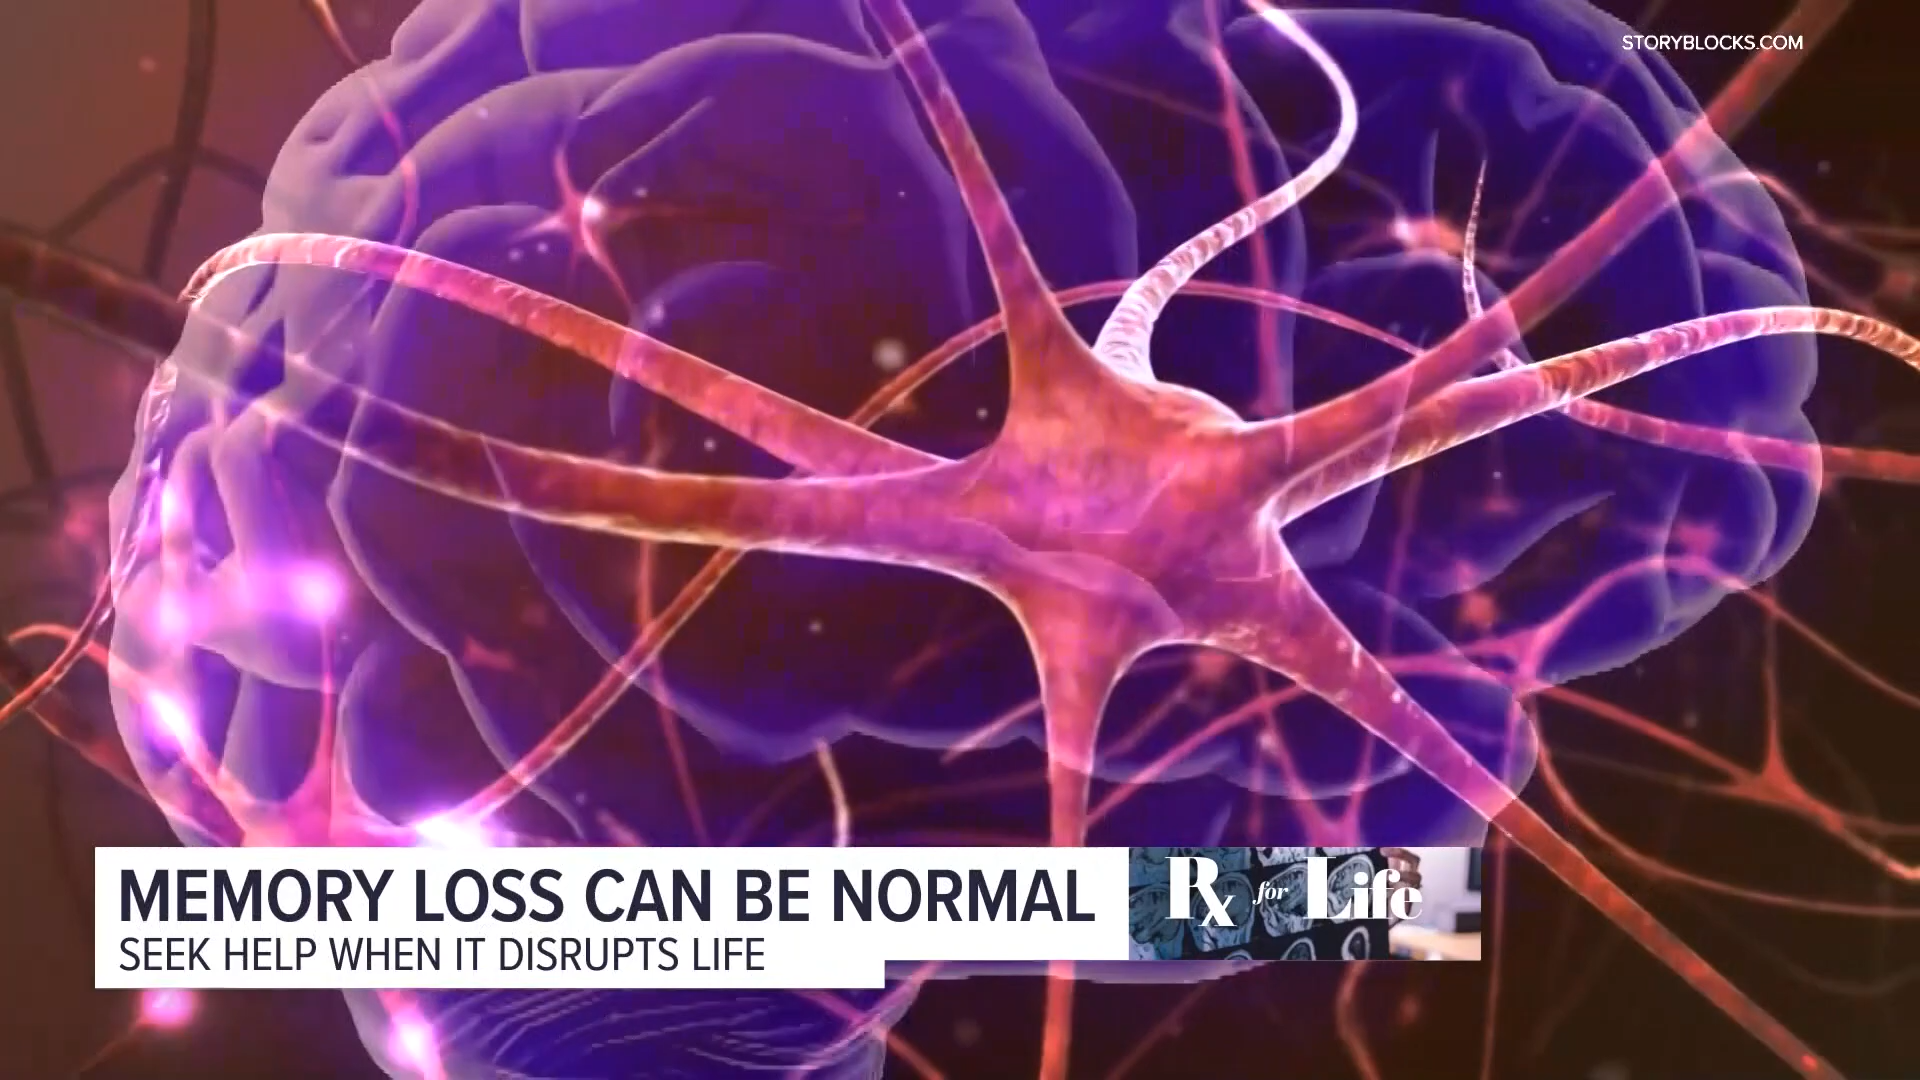 STORYBLOCKS.COM
MEMORY LOSS CAN BE NORMAL
Rx for Life
SEEK HELP WHEN IT DISRUPTS LIFE